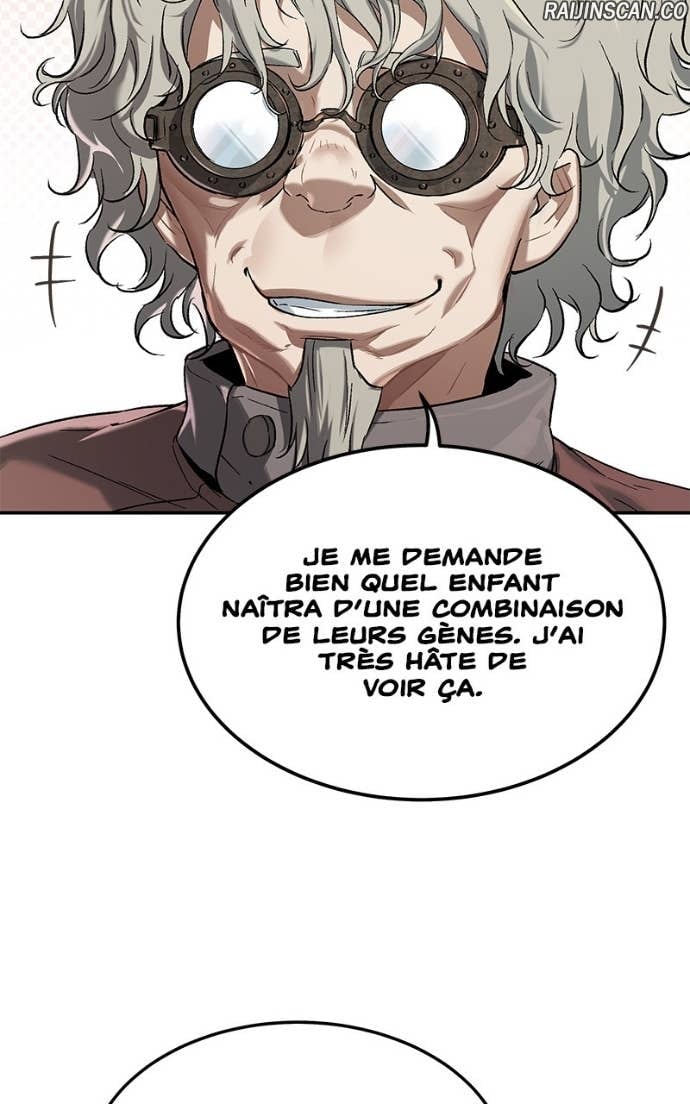 RAIJINSCAN.CO
JE ME DEMANDE
BIEN QUEL ENFANT
NAÎTRA D'UNE COMBINAISON
DE LEURS GÈNES. J'AI
TRÈS HÂTE DE
VOIR ÇA.